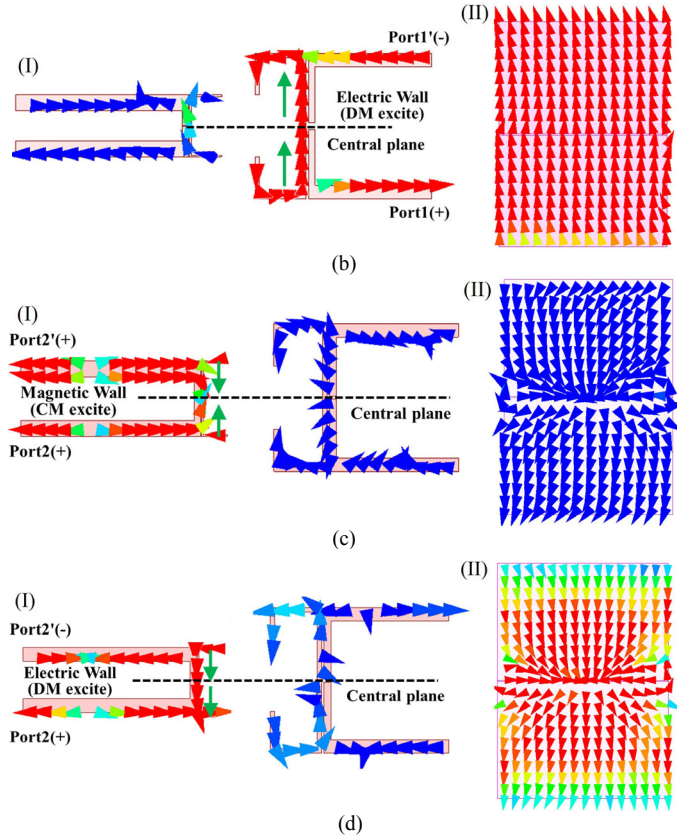 Port1'(-)
(II)
(I)
Electric Wall
(DM excite)
Central plane
Port1(+)
(b)
(I)
(II)
Port2'(+)
Magnetic Wall
(CM excite)
Central plane
Port2(+)
(c)
(I)
(II)
Port2'(-)
Electric Wall
(DM excite)
Central plane
Port2(+)
(d)